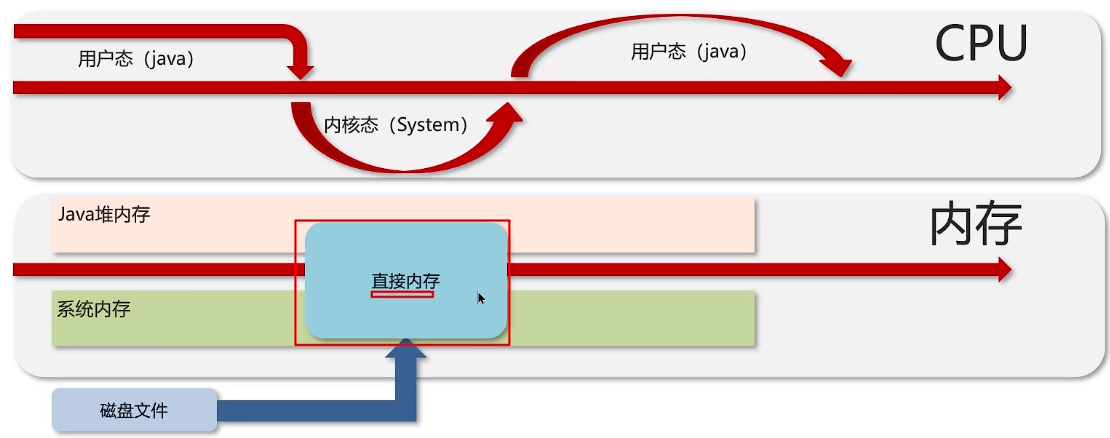 用户态（java）
用户态（java）
CPU
内核态（System）
Java堆内存
内存
直接内存
系统内存
磁盘文件